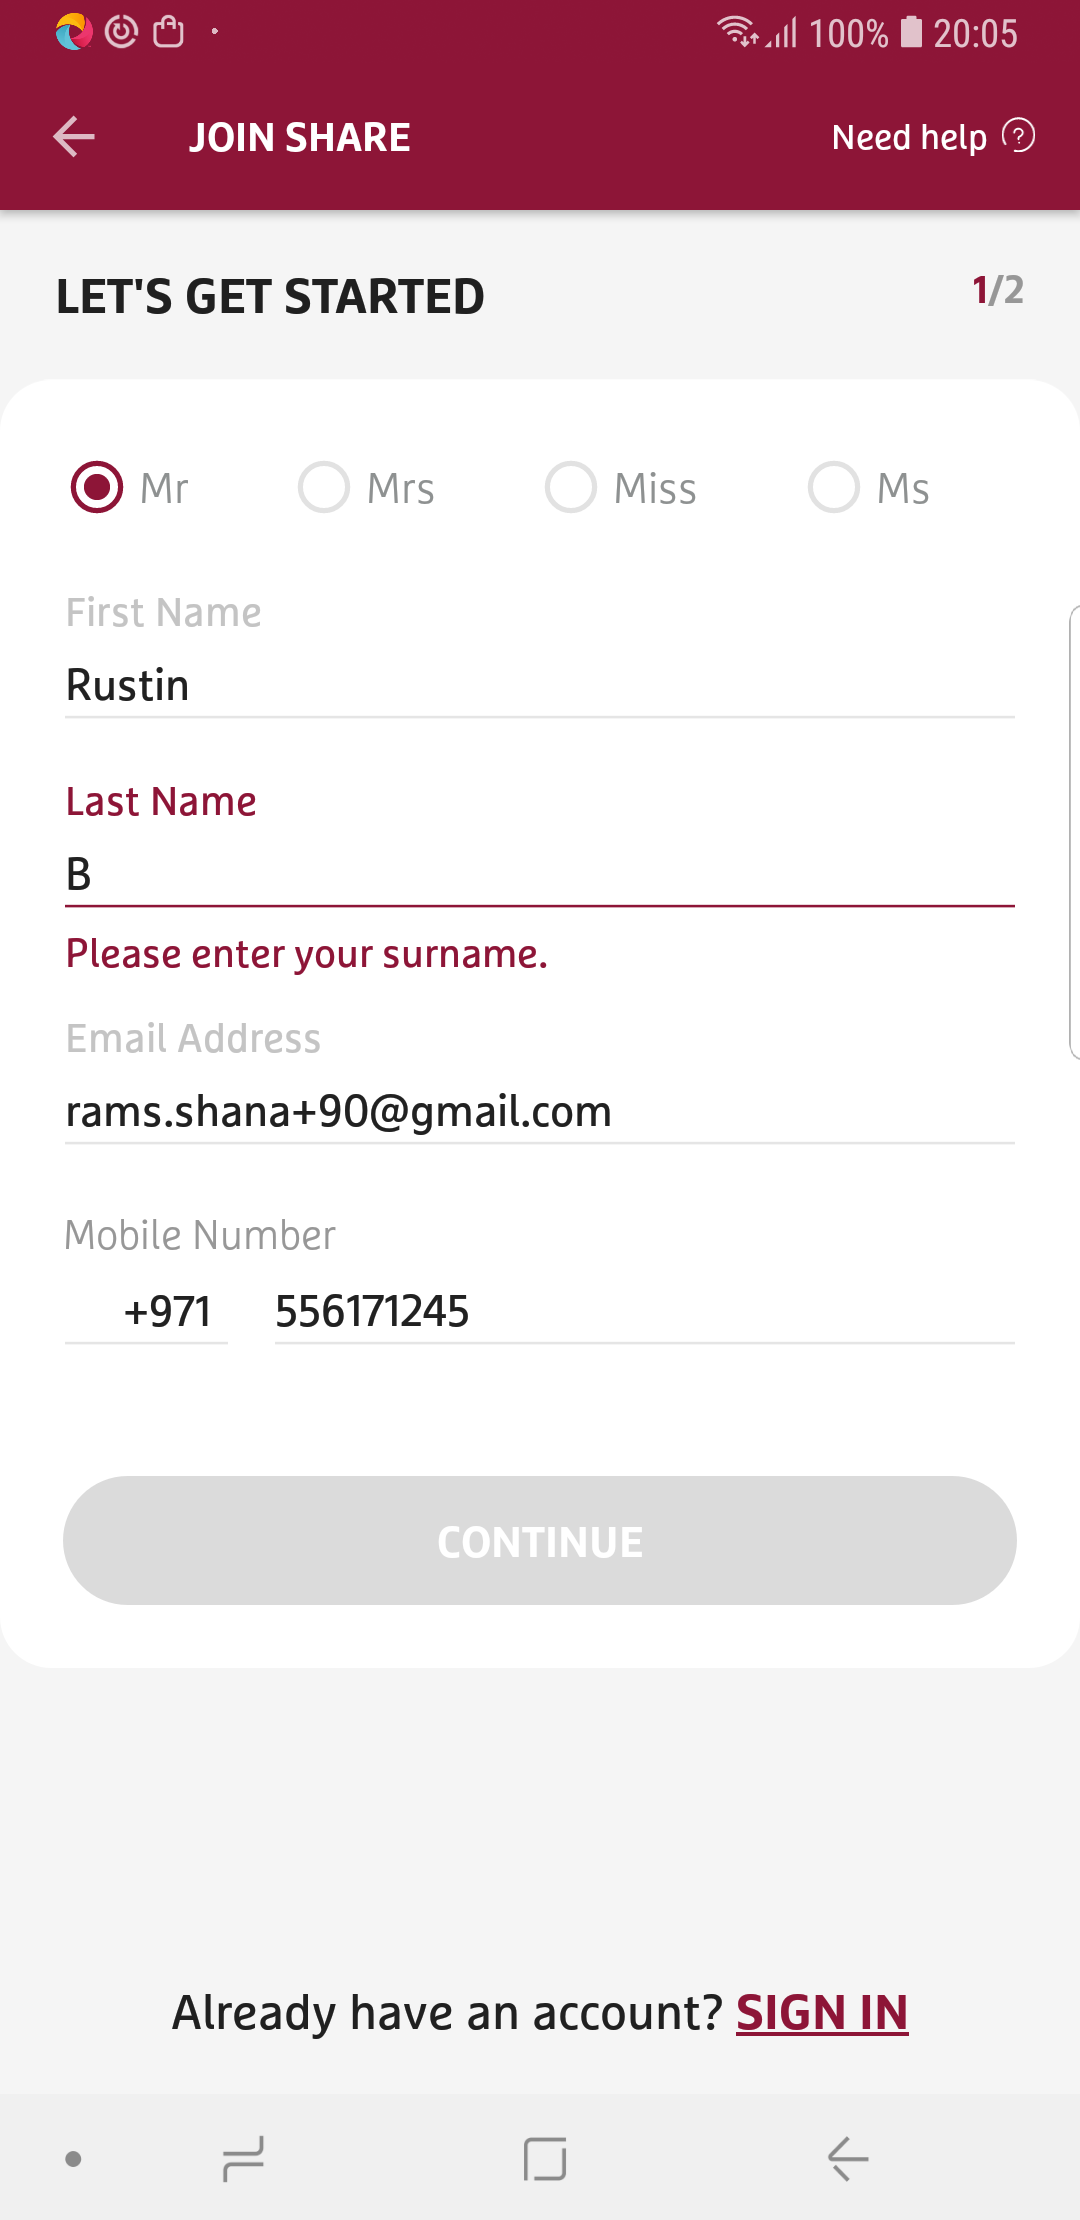 100% 20:05
JOIN SHARE Need help ?
LET'S GET STARTED 1/2
Mr Mrs Miss Ms
First Name
Rustin
Last Name
B
Please enter your surname.
Email Address
rams.shana+90@gmail.com
Mobile Number
+971 556171245
CONTINUE
Already have an account? SIGN IN